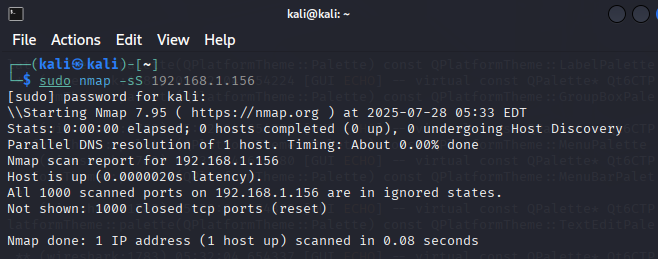 kali@kali: ~
File Actions Edit View Help
┌──(kali㉿kali)-[~]
└─$ sudo nmap -sS 192.168.1.156
[sudo] password for kali:
\\Starting Nmap 7.95 ( https://nmap.org ) at 2025-07-28 05:33 EDT
Stats: 0:00:00 elapsed; 0 hosts completed (0 up), 0 undergoing Host Discovery
Parallel DNS resolution of 1 host. Timing: About 0.00% done
Nmap scan report for 192.168.1.156
Host is up (0.0000020s latency).
All 1000 scanned ports on 192.168.1.156 are in ignored states.
Not shown: 1000 closed tcp ports (reset)
Nmap done: 1 IP address (1 host up) scanned in 0.08 seconds